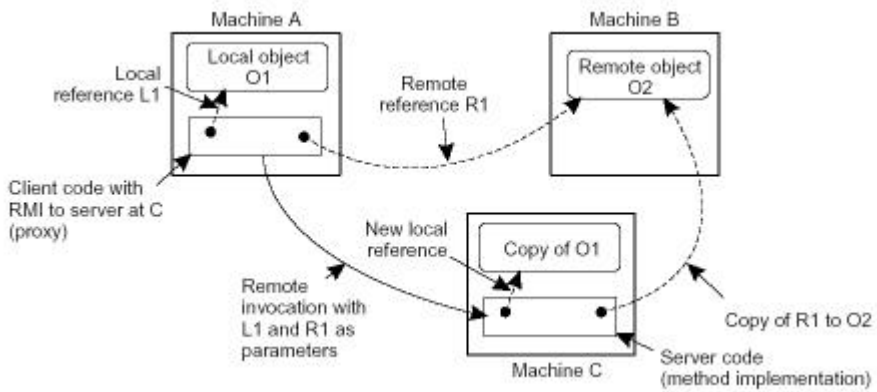 Machine A
Machine B
Local object
O1
Remote object
O2
Local
reference L1
Remote
reference R1
Client code with
RMI to server at C
(proxy)
New local
reference
Copy of O1
Remote
invocation with
L1 and R1 as
parameters
Copy of R1 to O2
Machine C
Server code
(method implementation)